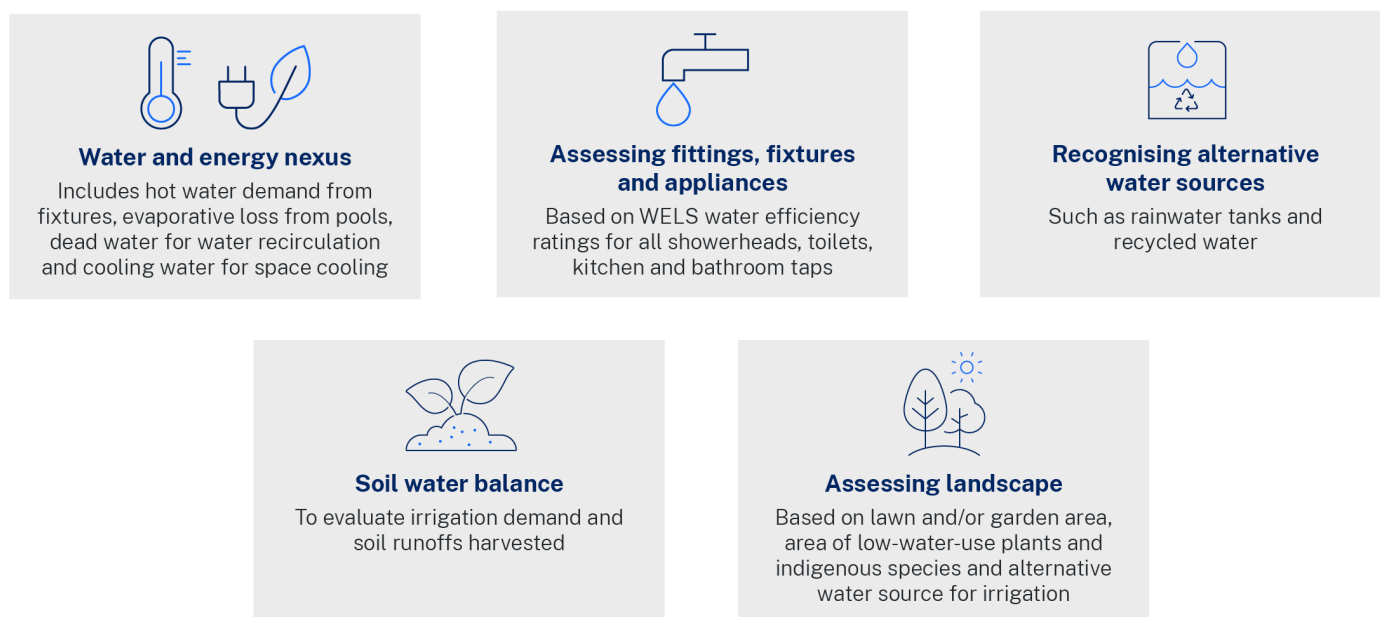 Water and energy nexus
Includes hot water demand from
fixtures, evaporative loss from pools,
dead water for water recirculation
and cooling water for space cooling
Assessing fittings, fixtures
and appliances
Based on WELS water efficiency
ratings for all showerheads, toilets,
kitchen and bathroom taps
Recognising alternative
water sources
Such as rainwater tanks and
recycled water
Soil water balance
To evaluate irrigation demand and
soil runoffs harvested
Assessing landscape
Based on lawn and/or garden area,
area of low-water-use plants and
indigenous species and alternative
water source for irrigation